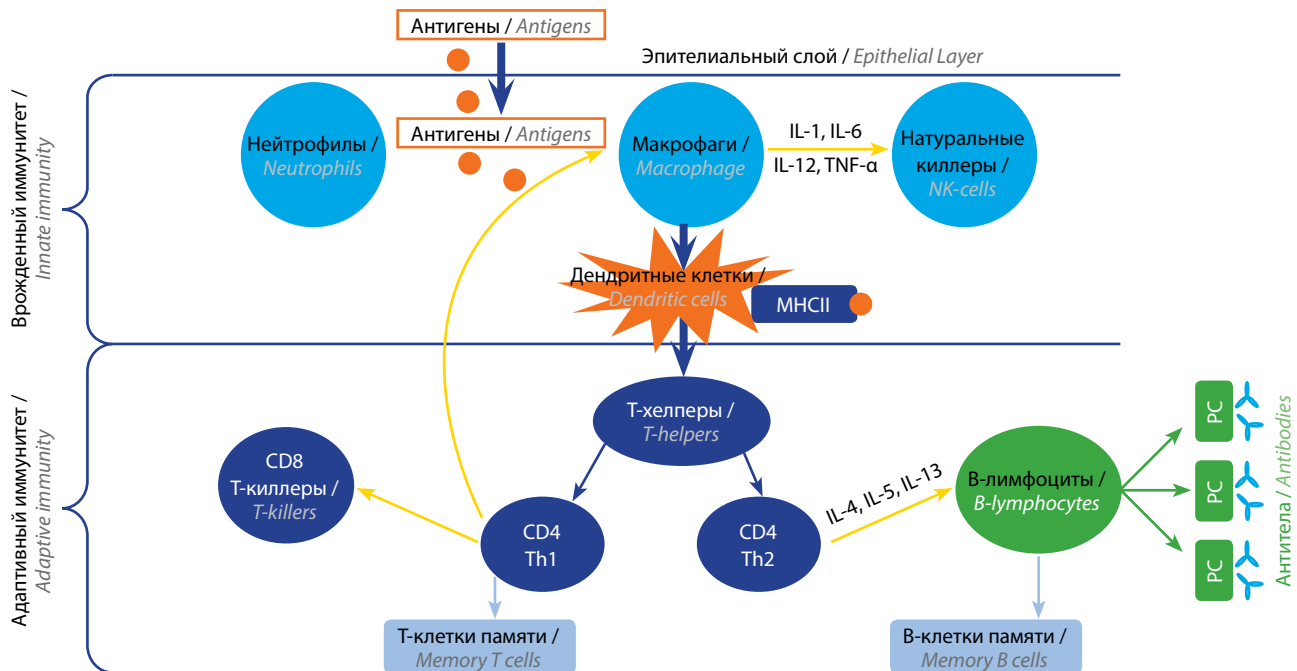 Антигены / Antigens
Эпителиальный слой / Epithelial Layer
Врожденный иммунитет /
Innate immunity
Нейтрофилы /
Neutrophils
Антигены / Antigens
Макрофаги /
Macrophage
IL-1, IL-6
IL-12, TNF-α
Натуральные
киллеры /
NK-cells
Дендритные клетки /
Dendritic cells
MHCII
Адаптивный иммунитет /
Adaptive immunity
Т-хелперы /
T-helpers
CD8
Т-киллеры /
T-killers
CD4
Th1
CD4
Th2
IL-4, IL-5, IL-13
В-лимфоциты /
B-lymphocytes
PC
PC
PC
Антитела / Antibodies
Т-клетки памяти /
Memory T cells
В-клетки памяти /
Memory B cells